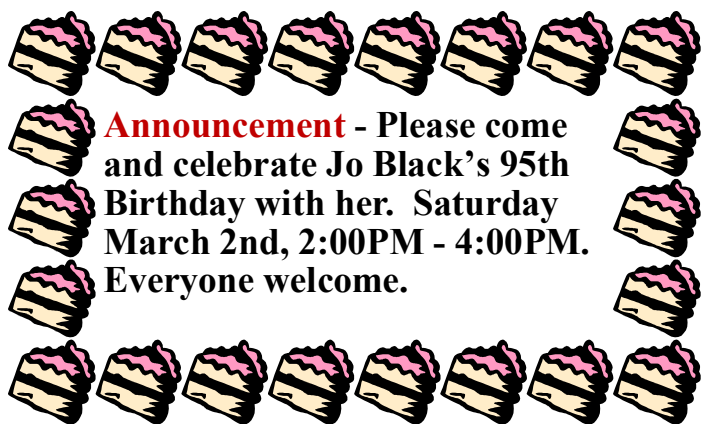 Announcement - Please come
and celebrate Jo Black’s 95th
Birthday with her.  Saturday
March 2nd, 2:00PM - 4:00PM.
Everyone welcome.